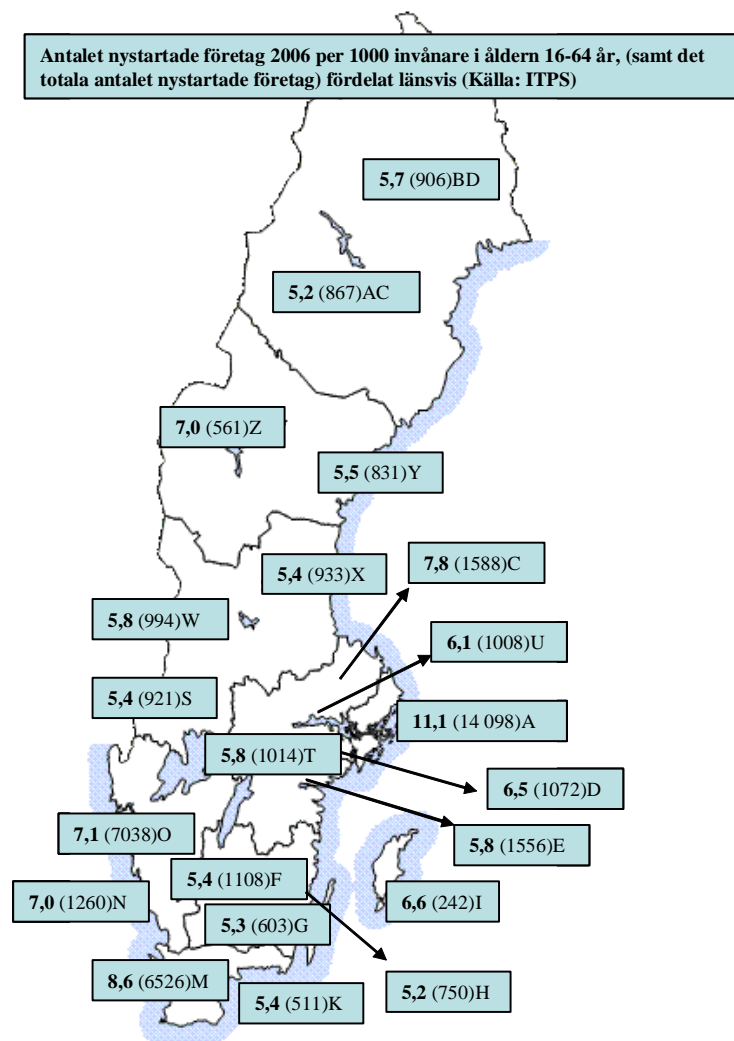 Antalet nystartade företag 2006 per 1000 invånare i åldern 16-64 år, (samt det
totala antalet nystartade företag) fördelat länsvis (Källa: ITPS)
5,7 (906)BD
5,2 (867)AC
7,0 (561)Z
5,5 (831)Y
7,8 (1588)C
5,4 (933)X
5,8 (994)W
6,1 (1008)U
5,4 (921)S
11,1 (14 098)A
5,8 (1014)T
6,5 (1072)D
7,1 (7038)O
5,8 (1556)E
5,4 (1108)F
7,0 (1260)N
6,6 (242)I
5,3 (603)G
8,6 (6526)M
5,2 (750)H
5,4 (511)K